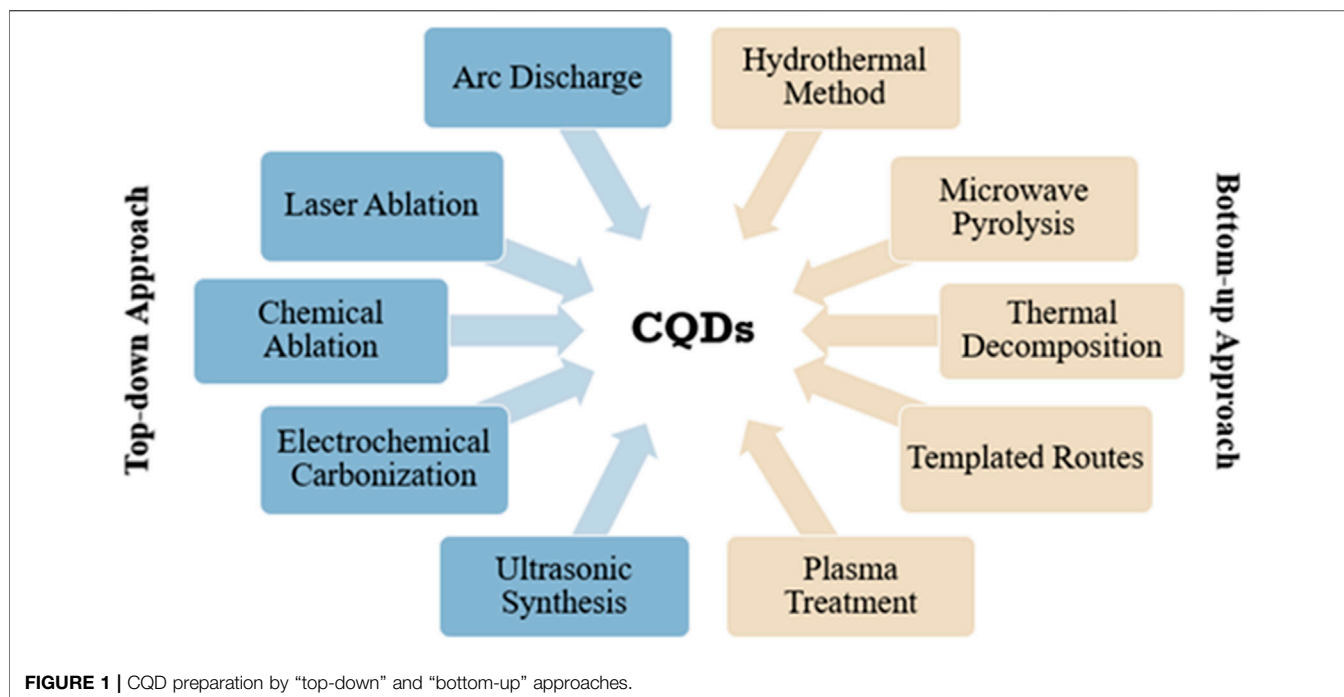 Arc Discharge
Hydrothermal
Method
Laser Ablation
Microwave
Pyrolysis
Top-down Approach
Chemical
Ablation
CQDs
Thermal
Decomposition
Bottom-up Approach
Electrochemical
Carbonization
Templated Routes
Ultrasonic
Synthesis
Plasma
Treatment
FIGURE 1 | CQD preparation by “top-down” and “bottom-up” approaches.